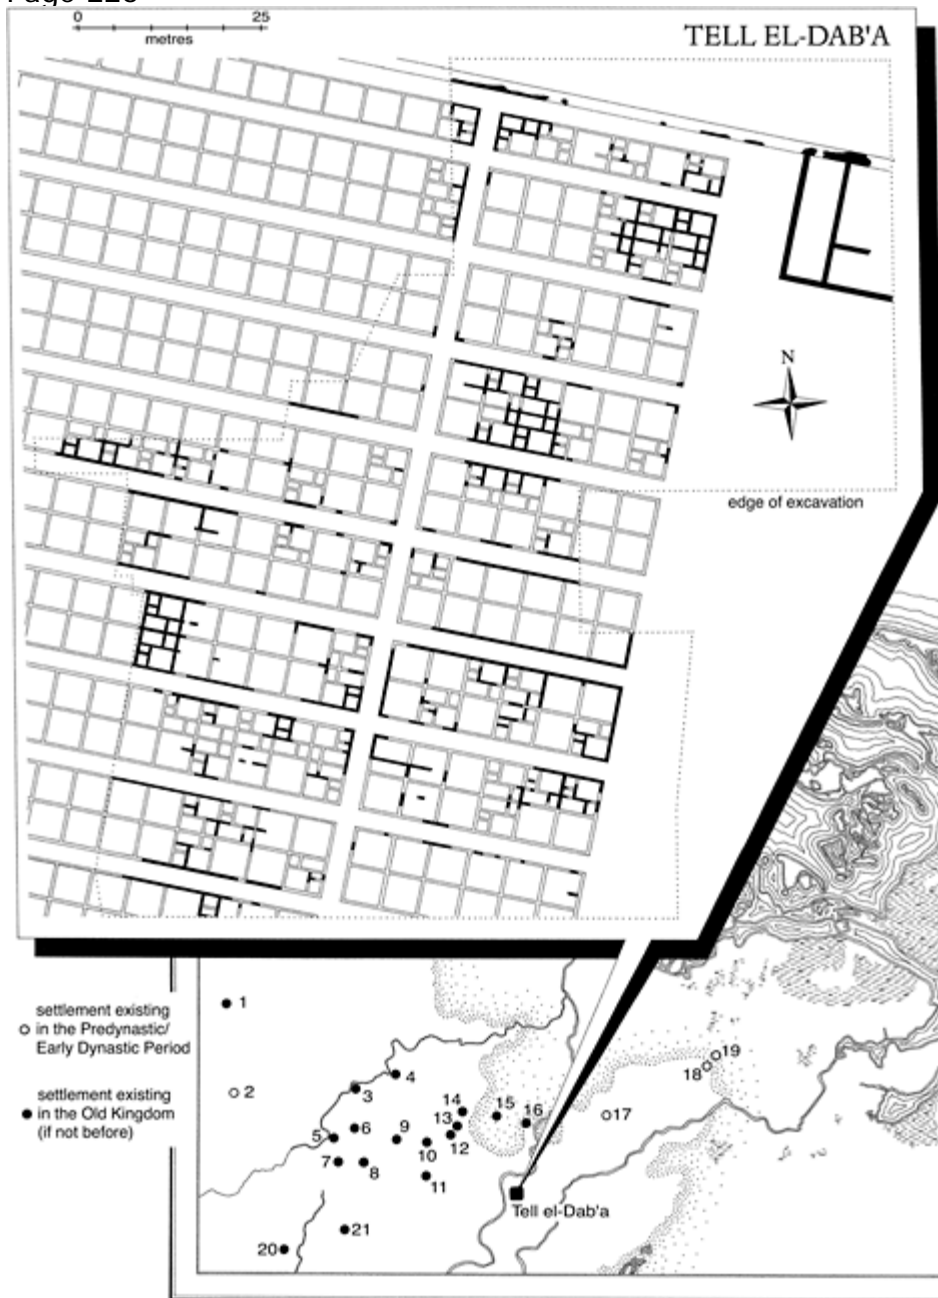 0 25
metres
TELL EL-DAB'A
N
edge of excavation
settlement existing
in the Predynastic/
Early Dynastic Period
settlement existing
in the Old Kingdom
(if not before)
1
2
3
4
5
6
7
8
9
10
11
12
13
14
15
16
17
18
19
20
21
Tell el-Dab'a